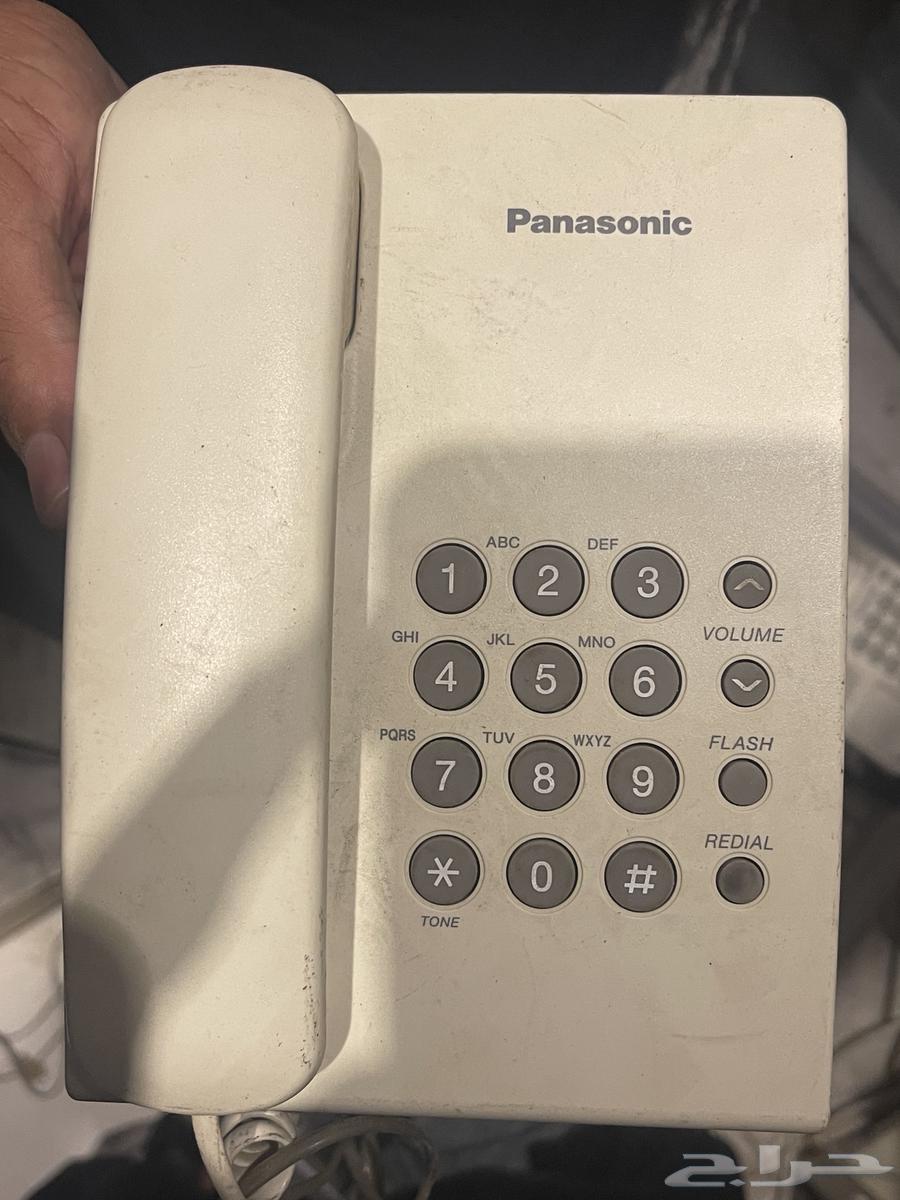 Panasonic
ABC DEF
1 2 3
VOLUME
GHI JKL MNO
4 5 6
PQRS TUV WXYZ FLASH
7 8 9
REDIAL
* 0 #
TONE
حراج